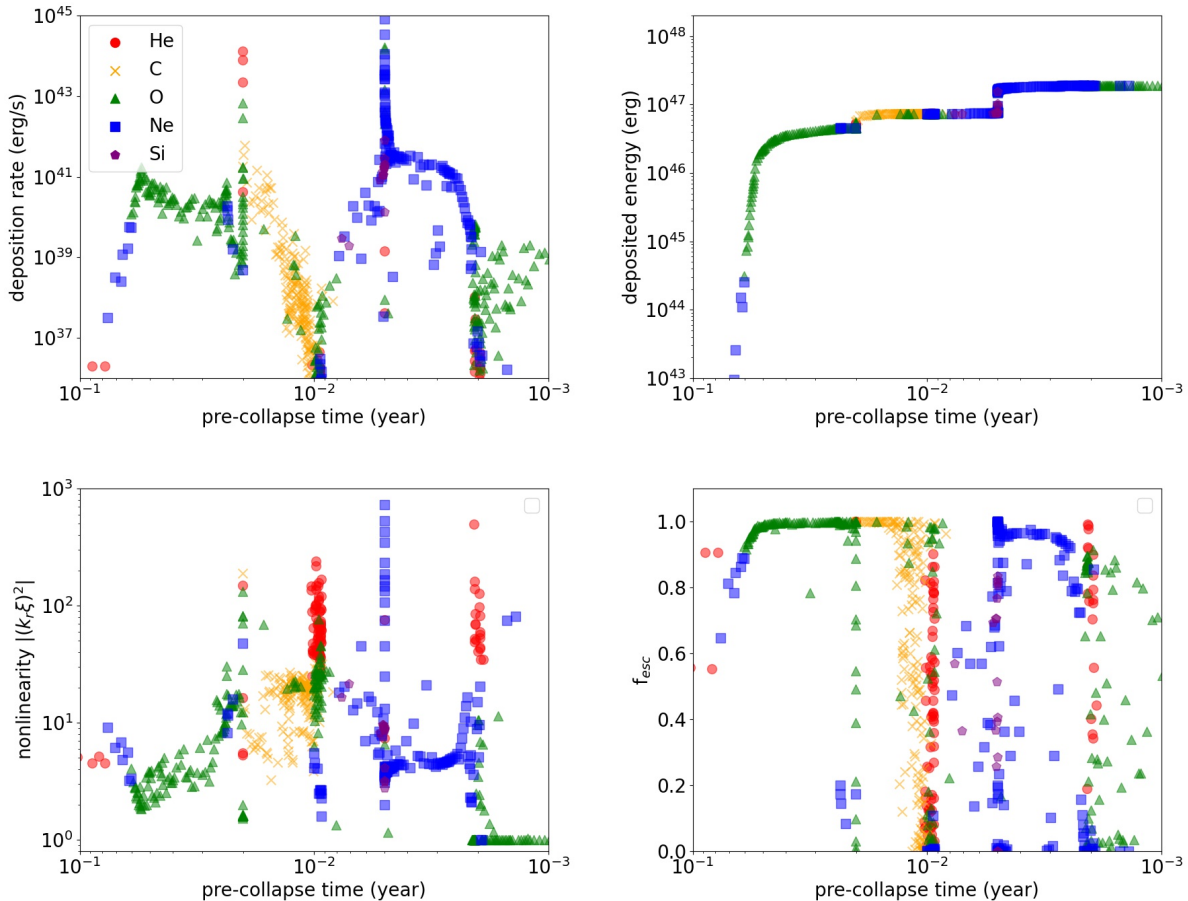 10^45
10^43
10^41
10^39
10^37
deposition rate (erg/s)
He
C
O
Ne
Si
10^-1
10^-2
10^-3
pre-collapse time (year)
10^48
10^47
10^46
10^45
10^44
10^43
deposited energy (erg)
10^-1
10^-2
10^-3
pre-collapse time (year)
10^3
10^2
10^1
10^0
nonlinearity |(k_rξ)^2|
10^-1
10^-2
10^-3
pre-collapse time (year)
1.0
0.8
0.6
0.4
0.2
0.0
f_esc
10^-1
10^-2
10^-3
pre-collapse time (year)